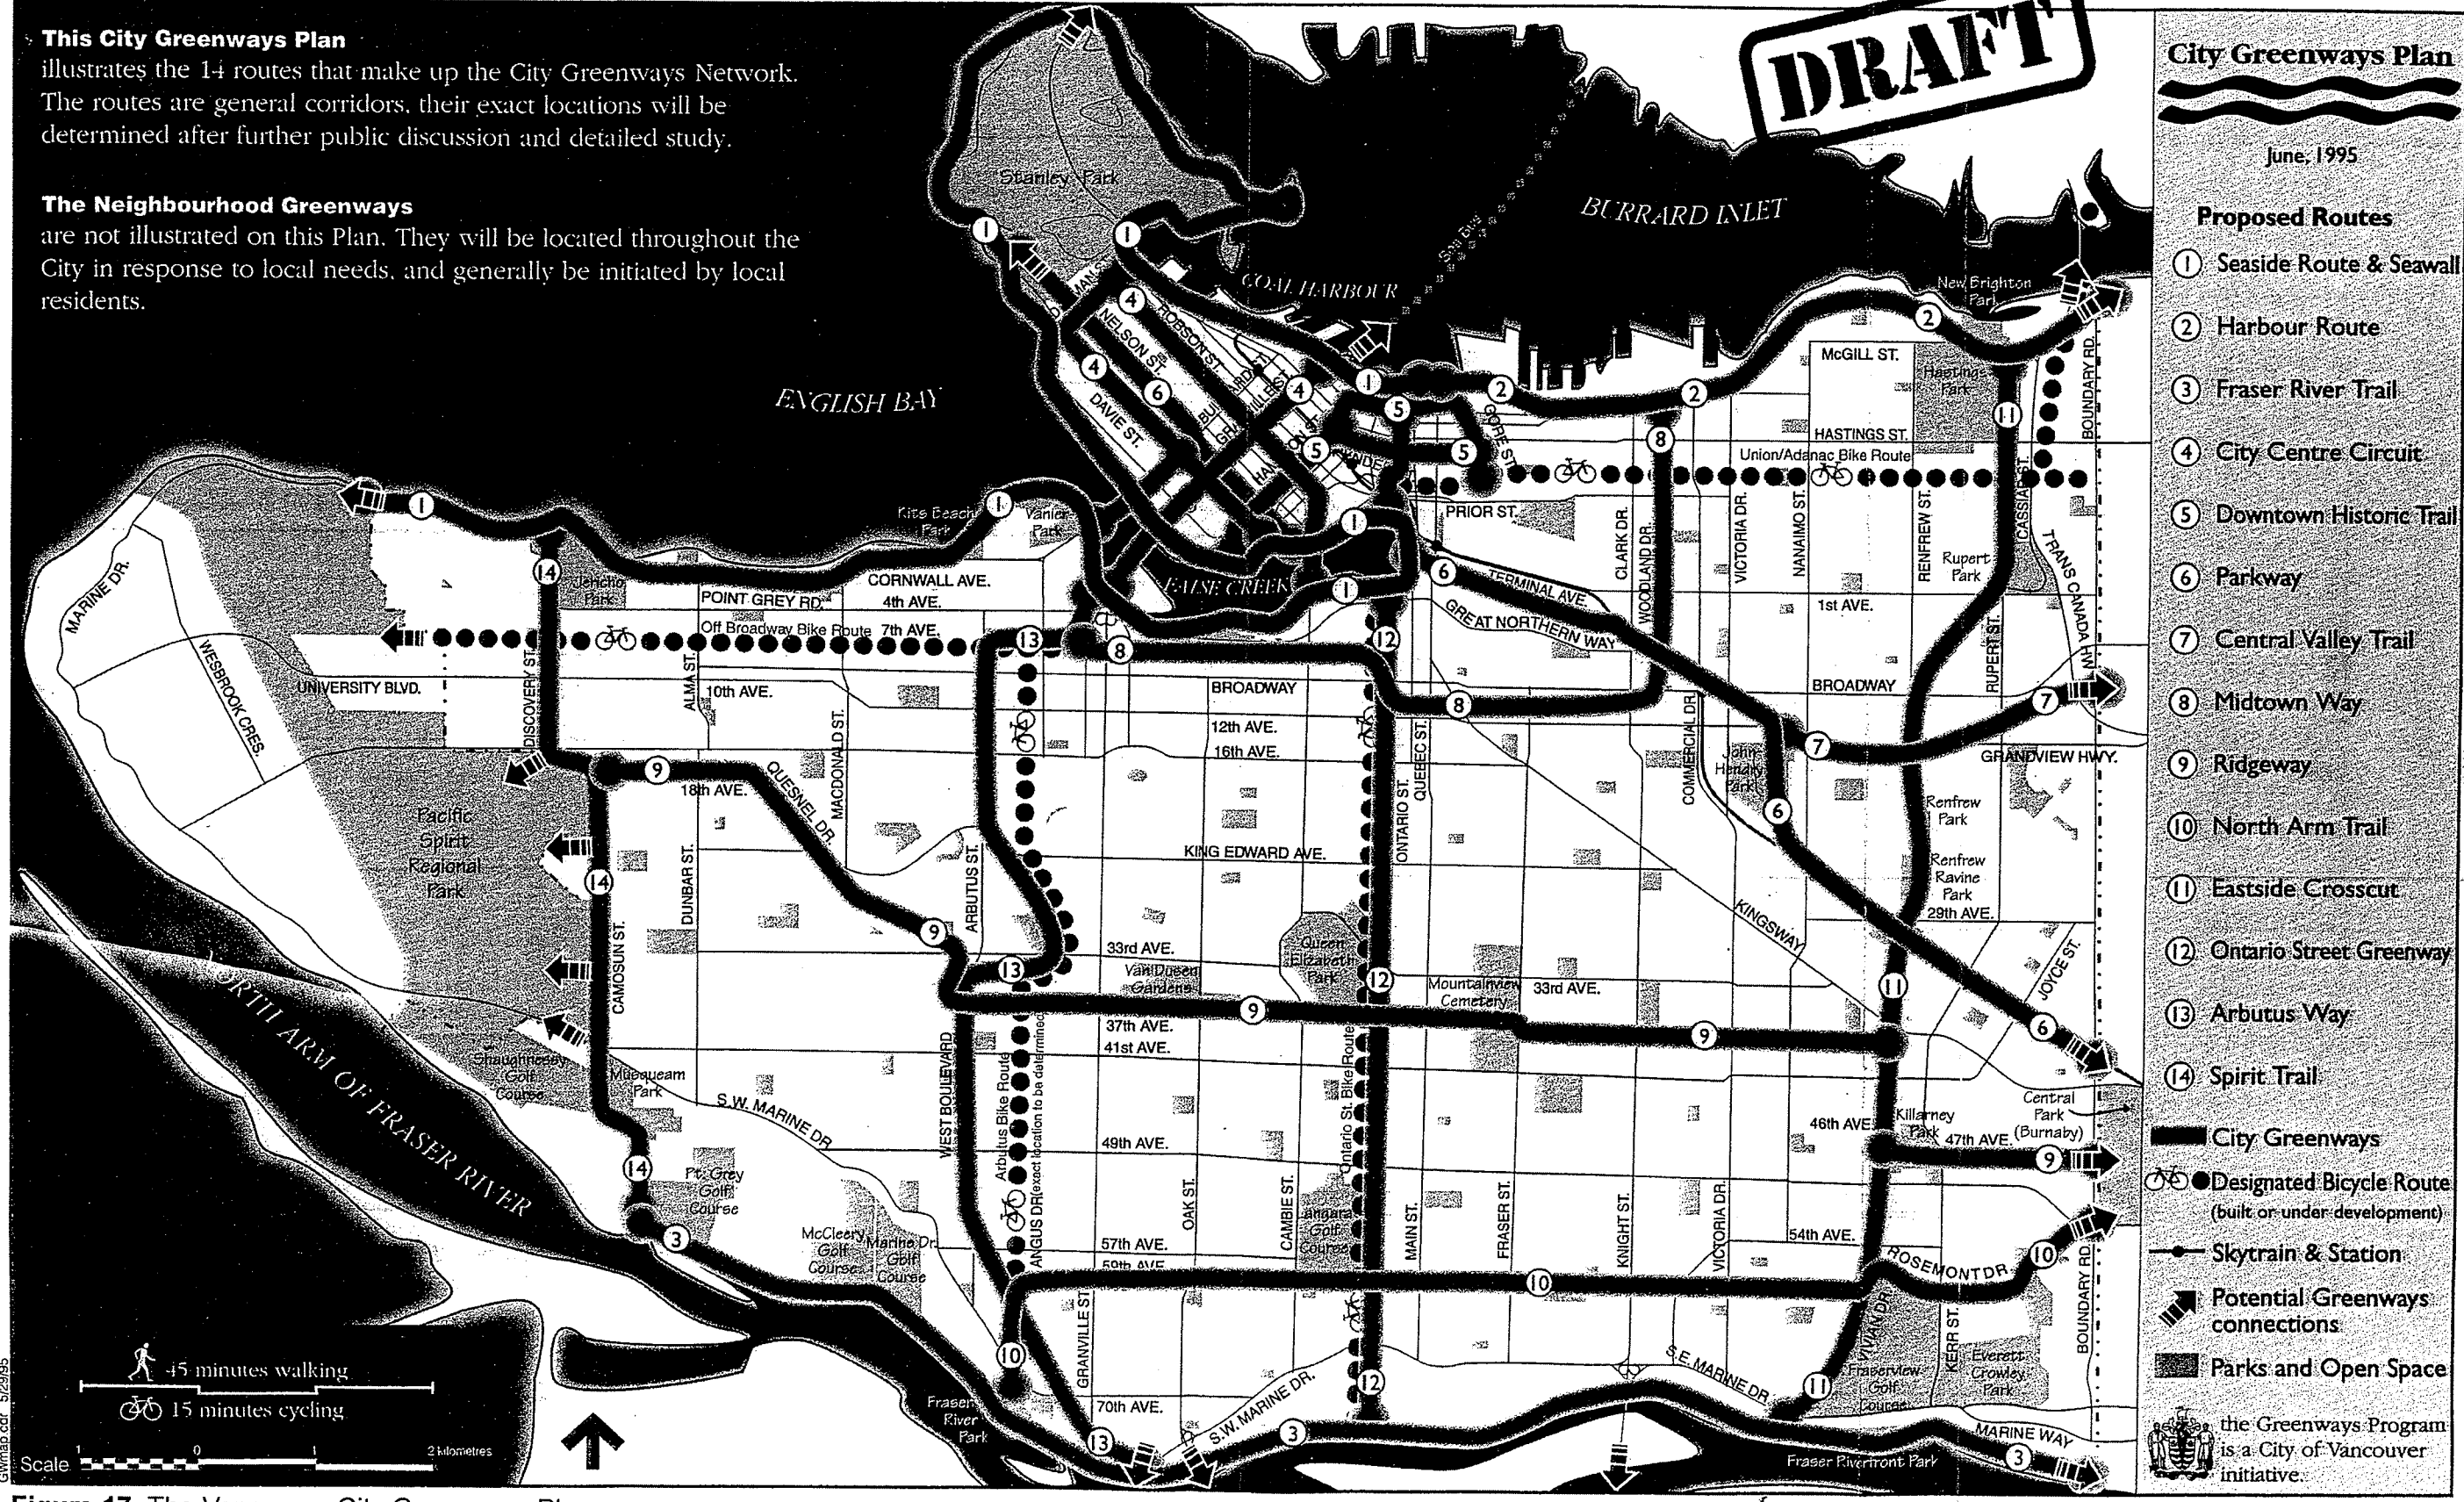 This City Greenways Plan
illustrates the 14 routes that make up the City Greenways Network.
The routes are general corridors, their exact locations will be
determined after further public discussion and detailed study.
The Neighbourhood Greenways
are not illustrated on this Plan. They will be located throughout the
City in response to local needs, and generally be initiated by local
residents.
DRAFT
City Greenways Plan
June, 1995
Proposed Routes
1 Seaside Route & Seawall
2 Harbour Route
3 Fraser River Trail
4 City Centre Circuit
5 Downtown Historic Trail
6 Parkway
7 Central Valley Trail
8 Midtown Way
9 Ridgeway
10 North Arm Trail
11 Eastside Crosscut
12 Ontario Street Greenway
13 Arbutus Way
14 Spirit Trail
City Greenways
Designated Bicycle Route
(built or under development)
Skytrain & Station
Potential Greenways
connections
Parks and Open Space
the Greenways Program
is a City of Vancouver
initiative.
Stanley Park
BURRARD INLET
Sea Bus
COAL HARBOUR
ENGLISH BAY
FALSE CREEK
NORTH ARM OF FRASER RIVER
New Brighton
Park
McGILL ST.
Hastings
Park
BOUNDARY RD.
ROBSON ST.
NELSON ST.
DAVIE ST.
GORE ST.
HASTINGS ST.
Union/Adanac Bike Route
PRIOR ST.
CLARK DR.
WOODLAND DR.
VICTORIA DR.
NANAIMO ST.
RENFREW ST.
CASSIAR ST.
TRANS CANADA HWY.
Rupert
Park
RUPERT ST.
1st AVE.
TERMINAL AVE.
GREAT NORTHERN WAY
Kits Beach
Park
Vanier
Park
Jericho
Park
CORNWALL AVE.
POINT GREY RD.
4th AVE.
Off Broadway Bike Route 7th AVE.
MARINE DR.
WESBROOK CRES.
UNIVERSITY BLVD.
DISCOVERY ST.
ALMA ST.
10th AVE.
MACDONALD ST.
BROADWAY
BROADWAY
12th AVE.
16th AVE.
QUEBEC ST.
ONTARIO ST.
COMMERCIAL DR.
John
Hendry
Park
GRANDVIEW HWY.
18th AVE.
QUESNEL DR.
Pacific
Spirit
Regional
Park
DUNBAR ST.
CAMOSUN ST.
ARBUTUS ST.
KING EDWARD AVE.
Renfrew
Park
Renfrew
Ravine
Park
29th AVE.
KINGSWAY
JOYCE ST.
33rd AVE.
Van Dusen
Gardens
Queen
Elizabeth
Park
Mountainview
Cemetery
33rd AVE.
37th AVE.
41st AVE.
Shaughnessy
Golf
Course
Musqueam
Park
S.W. MARINE DR.
WEST BOULEVARD
Arbutus Bike Route
ANGUS DR.(exact location to be determined)
Ontario St. Bike Route
49th AVE.
46th AVE.
Killarney
Park
47th AVE.
Central
Park
(Burnaby)
Pt. Grey
Golf
Course
McCleery
Golf
Course
Marine Dr.
Golf
Course
OAK ST.
CAMBIE ST.
Langara
Golf
Course
MAIN ST.
FRASER ST.
KNIGHT ST.
VICTORIA DR.
54th AVE.
57th AVE.
59th AVE.
ROSEMONT DR.
BOUNDARY RD.
VIVIAN DR.
KERR ST.
GRANVILLE ST.
70th AVE.
Fraser
River
Park
S.W. MARINE DR.
S.E. MARINE DR.
Fraserview
Golf
Course
Everett
Crowley
Park
MARINE WAY
Fraser Riverfront Park
45 minutes walking
15 minutes cycling
Scale 1 0 1 2 kilometres
GWmap.cdr 5/29/95